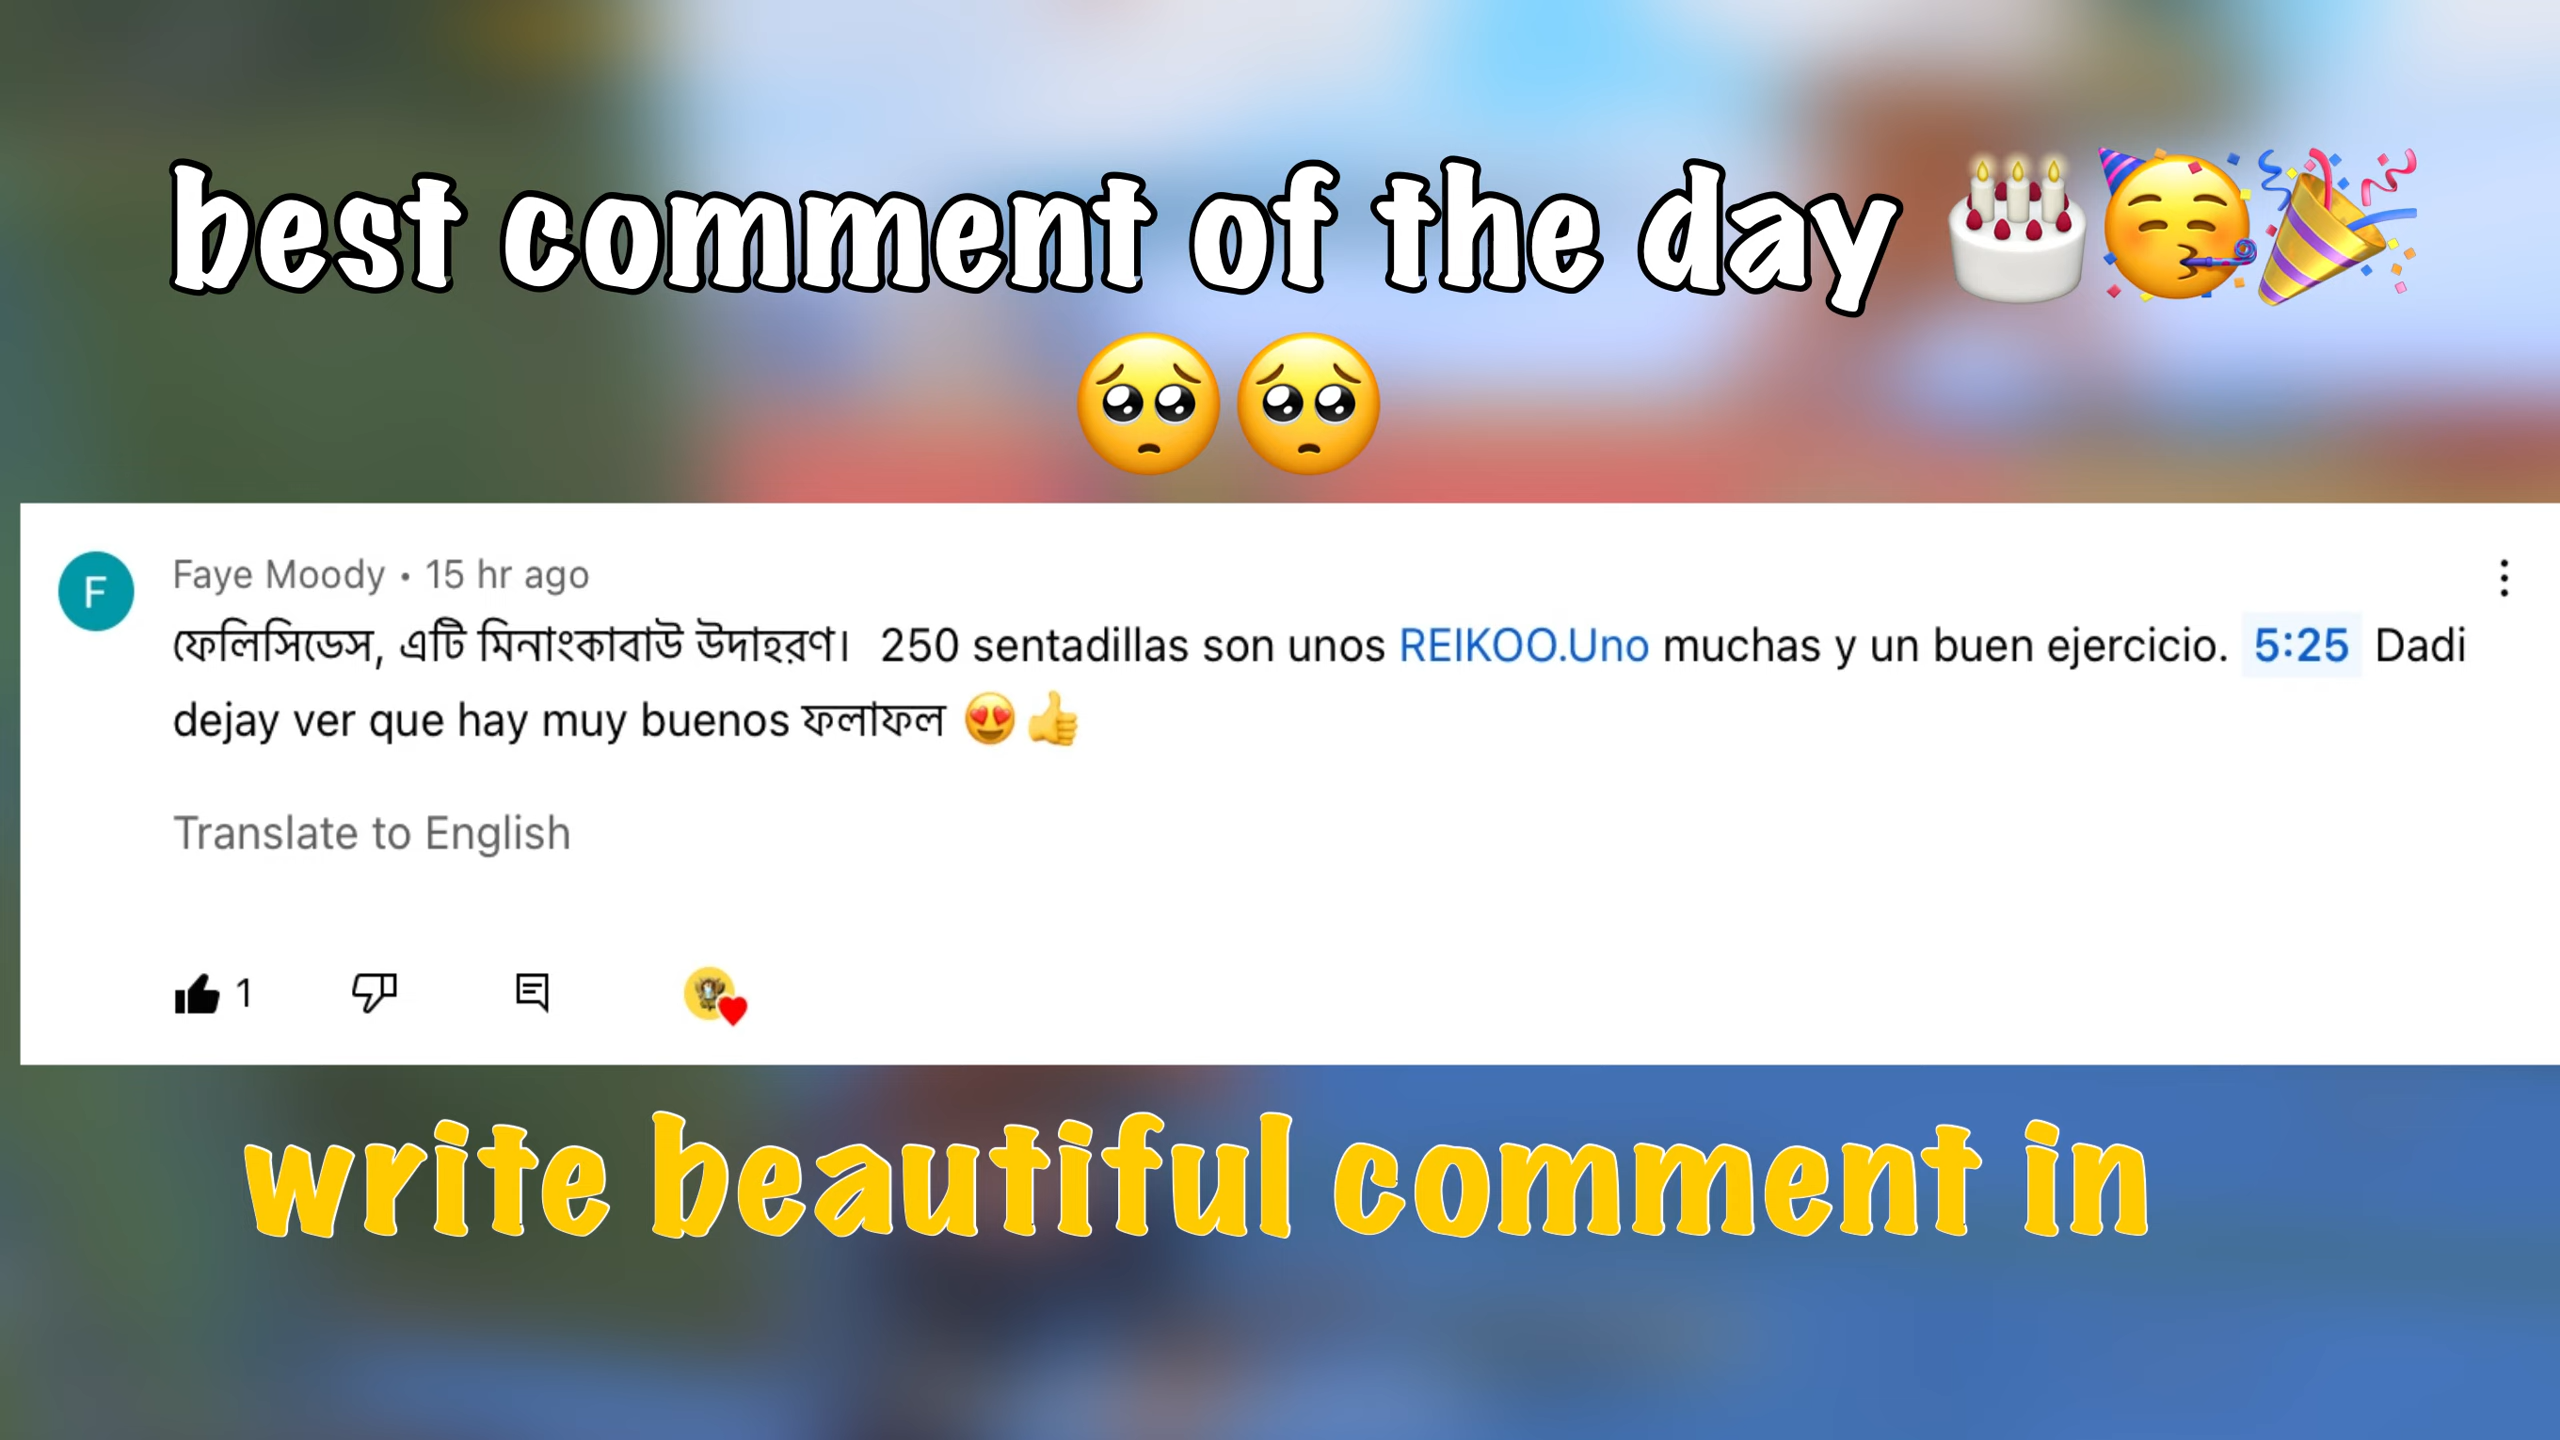 best comment of the day 🎂🥳🎉
🥺🥺
F
Faye Moody • 15 hr ago
ফেলিসিডেস, এটি মিনাংকাবাউ উদাহরণ। 250 sentadillas son unos REIKOO.Uno muchas y un buen ejercicio. 5:25 Dadi
dejay ver que hay muy buenos ফলাফল 😍👍
Translate to English
1
write beautiful comment in